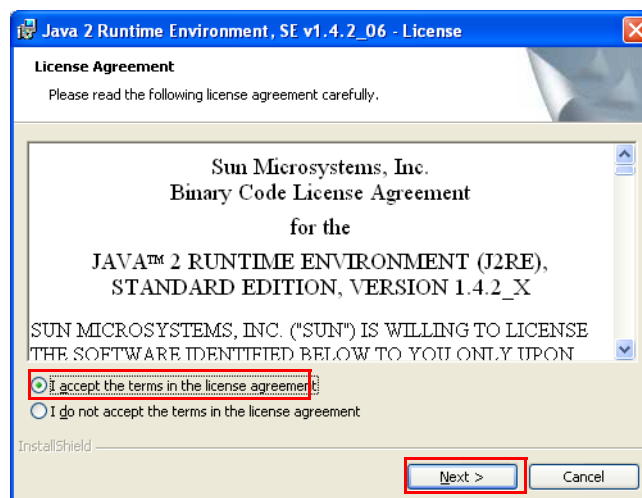 Java 2 Runtime Environment, SE v1.4.2_06 - License
License Agreement
Please read the following license agreement carefully.
Sun Microsystems, Inc.
Binary Code License Agreement
for the
JAVA™ 2 RUNTIME ENVIRONMENT (J2RE),
STANDARD EDITION, VERSION 1.4.2_X
SUN MICROSYSTEMS, INC. ("SUN") IS WILLING TO LICENSE
THE SOFTWARE IDENTIFIED BELOW TO YOU ONLY UPON
I accept the terms in the license agreement
I do not accept the terms in the license agreement
InstallShield
Next >
Cancel